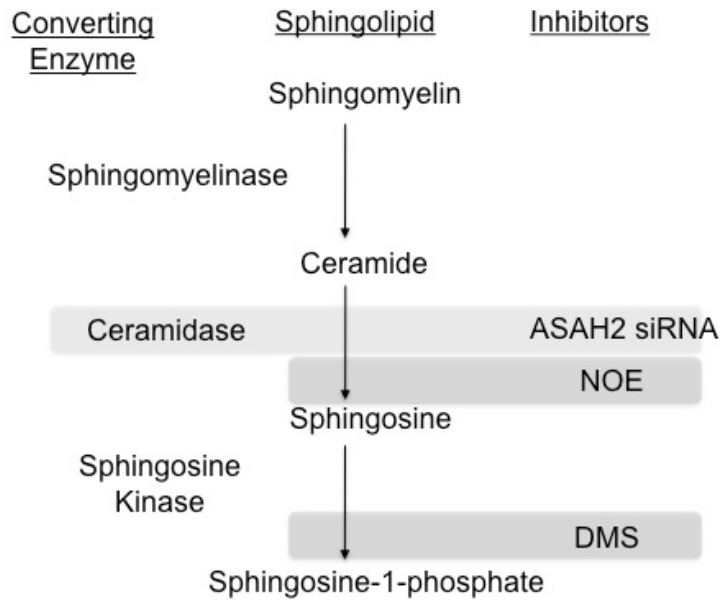 Converting Enzyme
Sphingolipid
Inhibitors
Sphingomyelin
Sphingomyelinase
Ceramide
Ceramidase
ASAH2 siRNA
NOE
Sphingosine
Sphingosine
Kinase
DMS
Sphingosine-1-phosphate